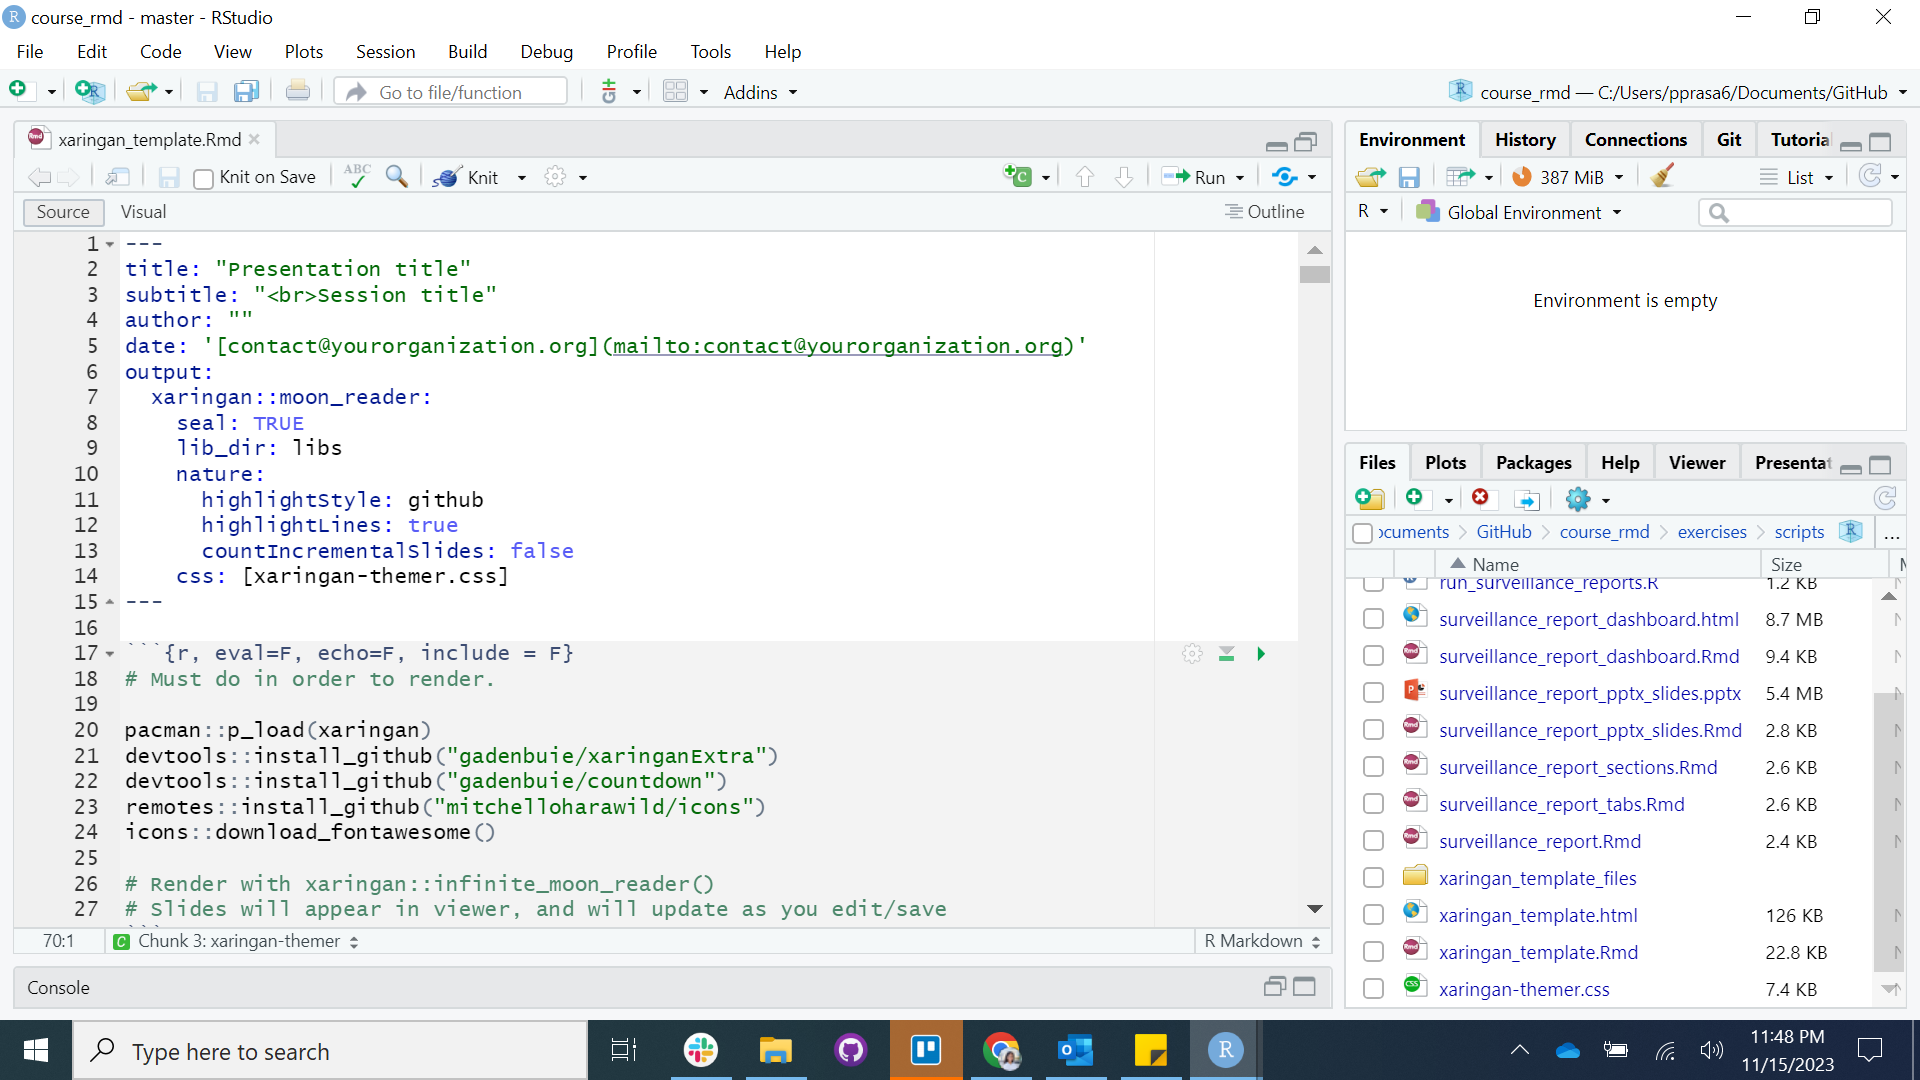 course_rmd - master - RStudio
File Edit Code View Plots Session Build Debug Profile Tools Help
Go to file/function Addins course_rmd — C:/Users/pprasa6/Documents/GitHub
xaringan_template.Rmd
Knit on Save ABC Knit Run
Source Visual Outline
1 ---
2 title: "Presentation title"
3 subtitle: "<br>Session title"
4 author: ""
5 date: '[contact@yourorganization.org](mailto:contact@yourorganization.org)'
6 output:
7 xaringan::moon_reader:
8 seal: TRUE
9 lib_dir: libs
10 nature:
11 highlightStyle: github
12 highlightLines: true
13 countIncrementalSlides: false
14 css: [xaringan-themer.css]
15 ---
16
17 ```{r, eval=F, echo=F, include = F}
18 # Must do in order to render.
19
20 pacman::p_load(xaringan)
21 devtools::install_github("gadenbuie/xaringanExtra")
22 devtools::install_github("gadenbuie/countdown")
23 remotes::install_github("mitchelloharawild/icons")
24 icons::download_fontawesome()
25
26 # Render with xaringan::infinite_moon_reader()
27 # Slides will appear in viewer, and will update as you edit/save
70:1 Chunk 3: xaringan-themer R Markdown
Console
Environment History Connections Git Tutoria
387 MiB List
R Global Environment
Environment is empty
Files Plots Packages Help Viewer Presentat
ocuments GitHub course_rmd exercises scripts ...
Name Size
run_surveillance_reports.R 1.2 KB
surveillance_report_dashboard.html 8.7 MB
surveillance_report_dashboard.Rmd 9.4 KB
surveillance_report_pptx_slides.pptx 5.4 MB
surveillance_report_pptx_slides.Rmd 2.8 KB
surveillance_report_sections.Rmd 2.6 KB
surveillance_report_tabs.Rmd 2.6 KB
surveillance_report.Rmd 2.4 KB
xaringan_template_files
xaringan_template.html 126 KB
xaringan_template.Rmd 22.8 KB
xaringan-themer.css 7.4 KB
Type here to search
11:48 PM
11/15/2023